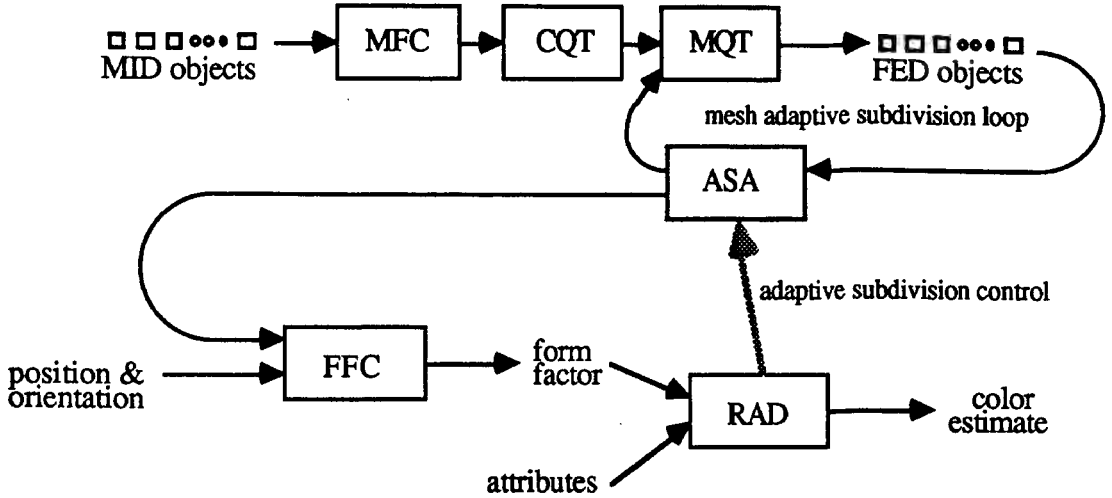 MFC
CQT
MQT
MID objects
FED objects
mesh adaptive subdivision loop
ASA
adaptive subdivision control
FFC
form
factor
position &
orientation
RAD
color
estimate
attributes